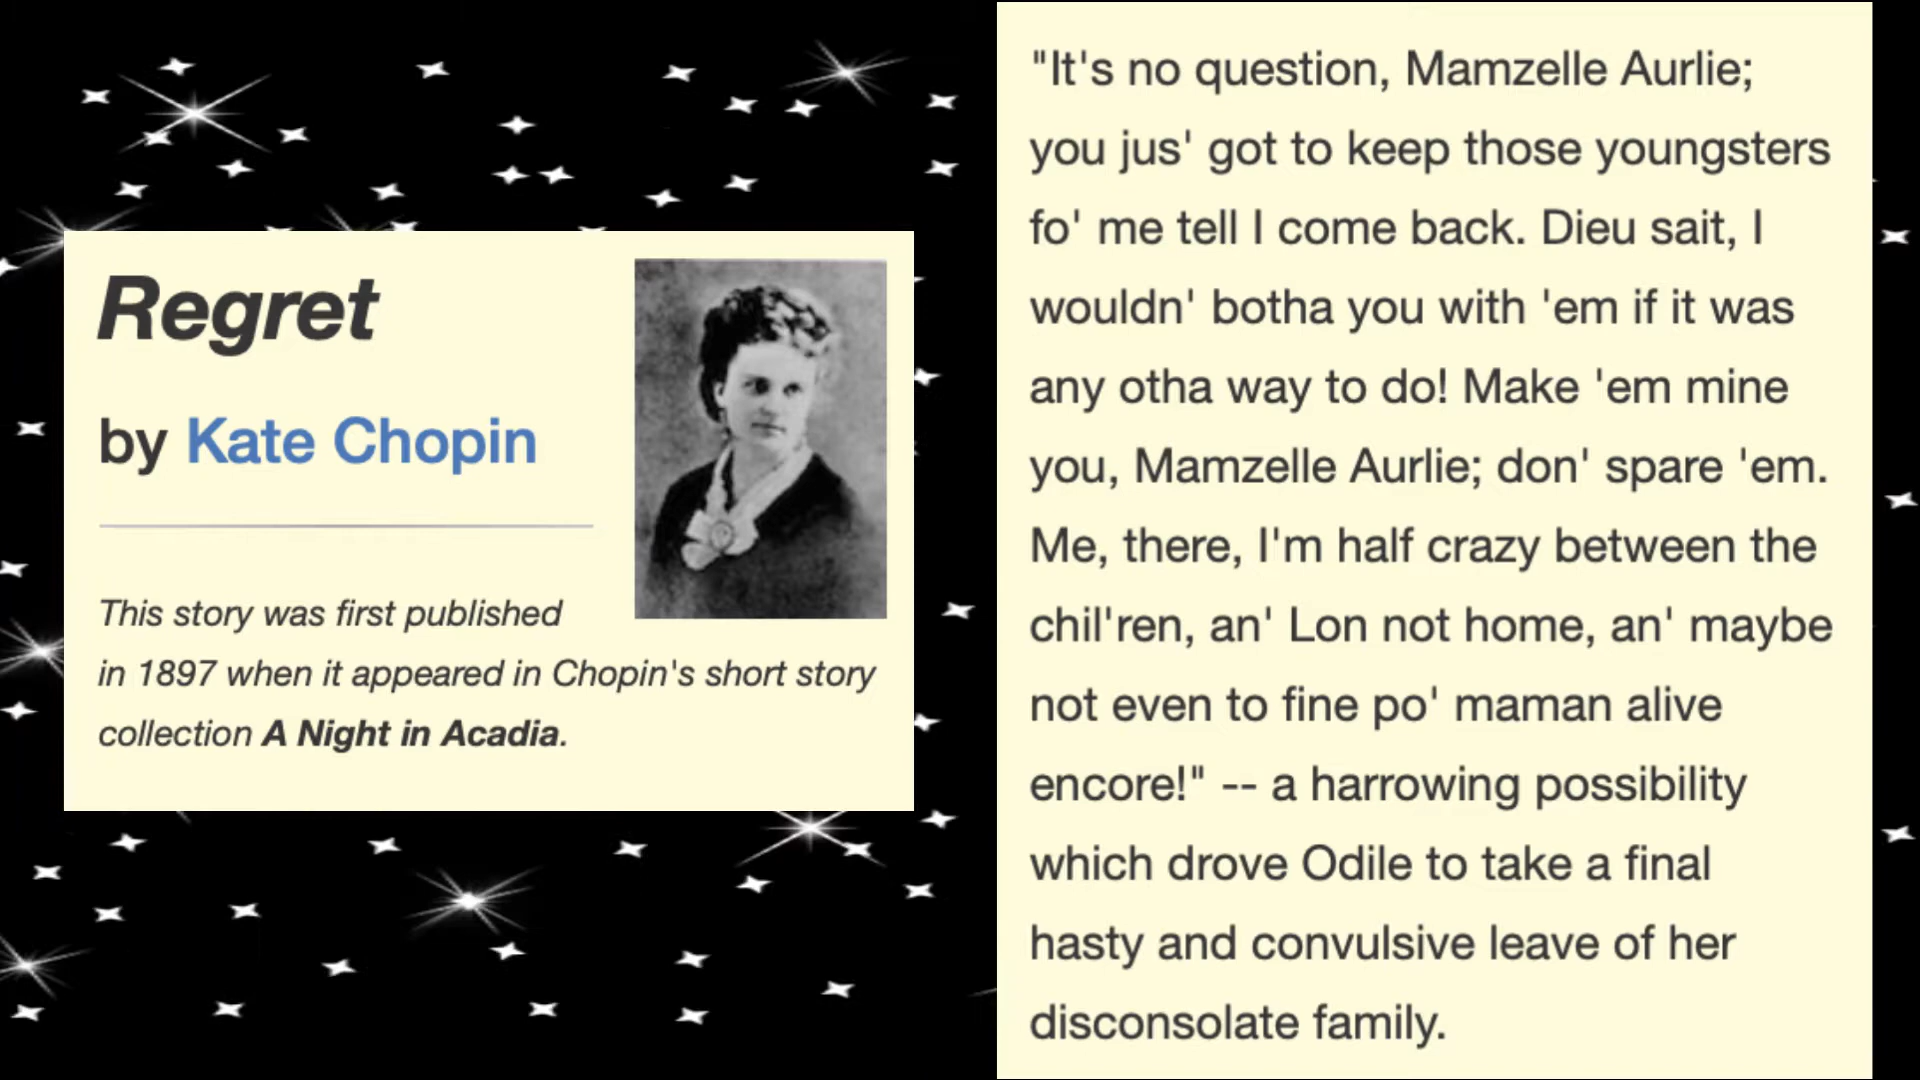 Regret
by Kate Chopin
This story was first published
in 1897 when it appeared in Chopin's short story
collection A Night in Acadia.
"It's no question, Mamzelle Aurlie;
you jus' got to keep those youngsters
fo' me tell I come back. Dieu sait, I
wouldn' botha you with 'em if it was
any otha way to do! Make 'em mine
you, Mamzelle Aurlie; don' spare 'em.
Me, there, I'm half crazy between the
chil'ren, an' Lon not home, an' maybe
not even to fine po' maman alive
encore!" -- a harrowing possibility
which drove Odile to take a final
hasty and convulsive leave of her
disconsolate family.